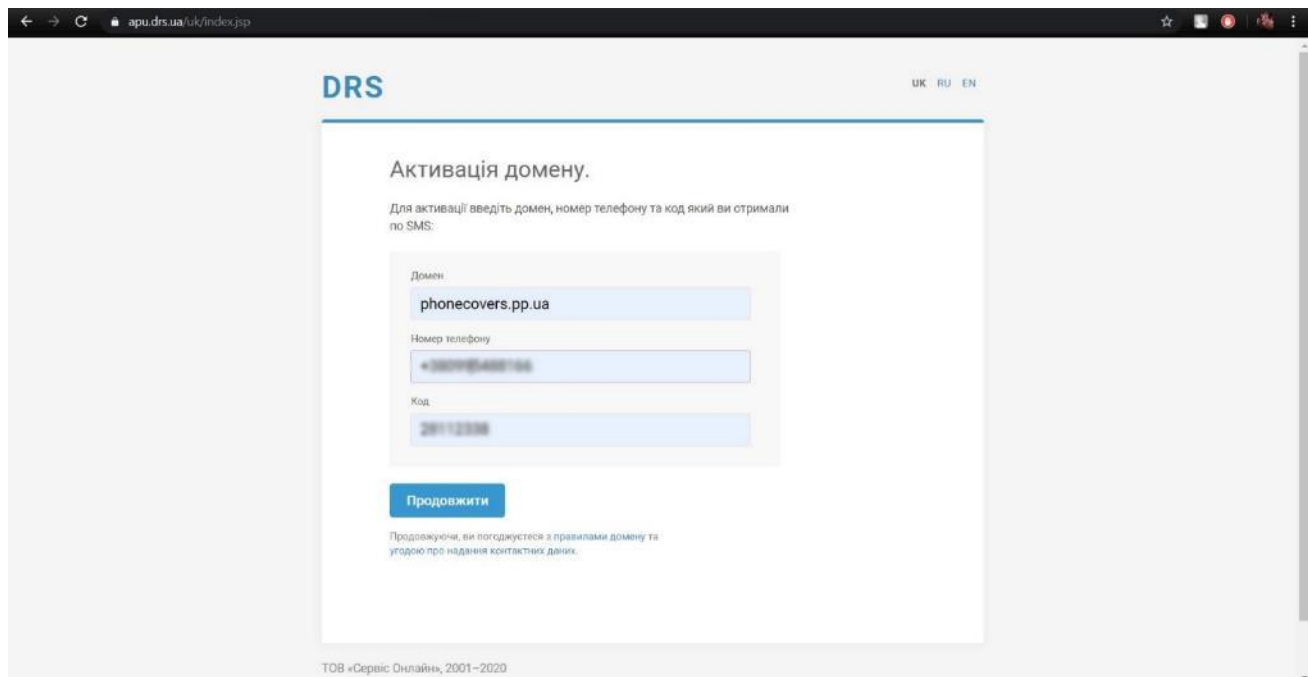 apu.drs.ua/uk/index.jsp
DRS
UK RU EN
Активація домену.
Для активації введіть домен, номер телефону та код який ви отримали
по SMS:
Домен
phonecovers.pp.ua
Номер телефону
Код
Продовжити
Продовжуючи, ви погоджуєтеся з правилами домену та
угодою про надання контактних даних.
ТОВ «Сервіс Онлайн», 2001–2020